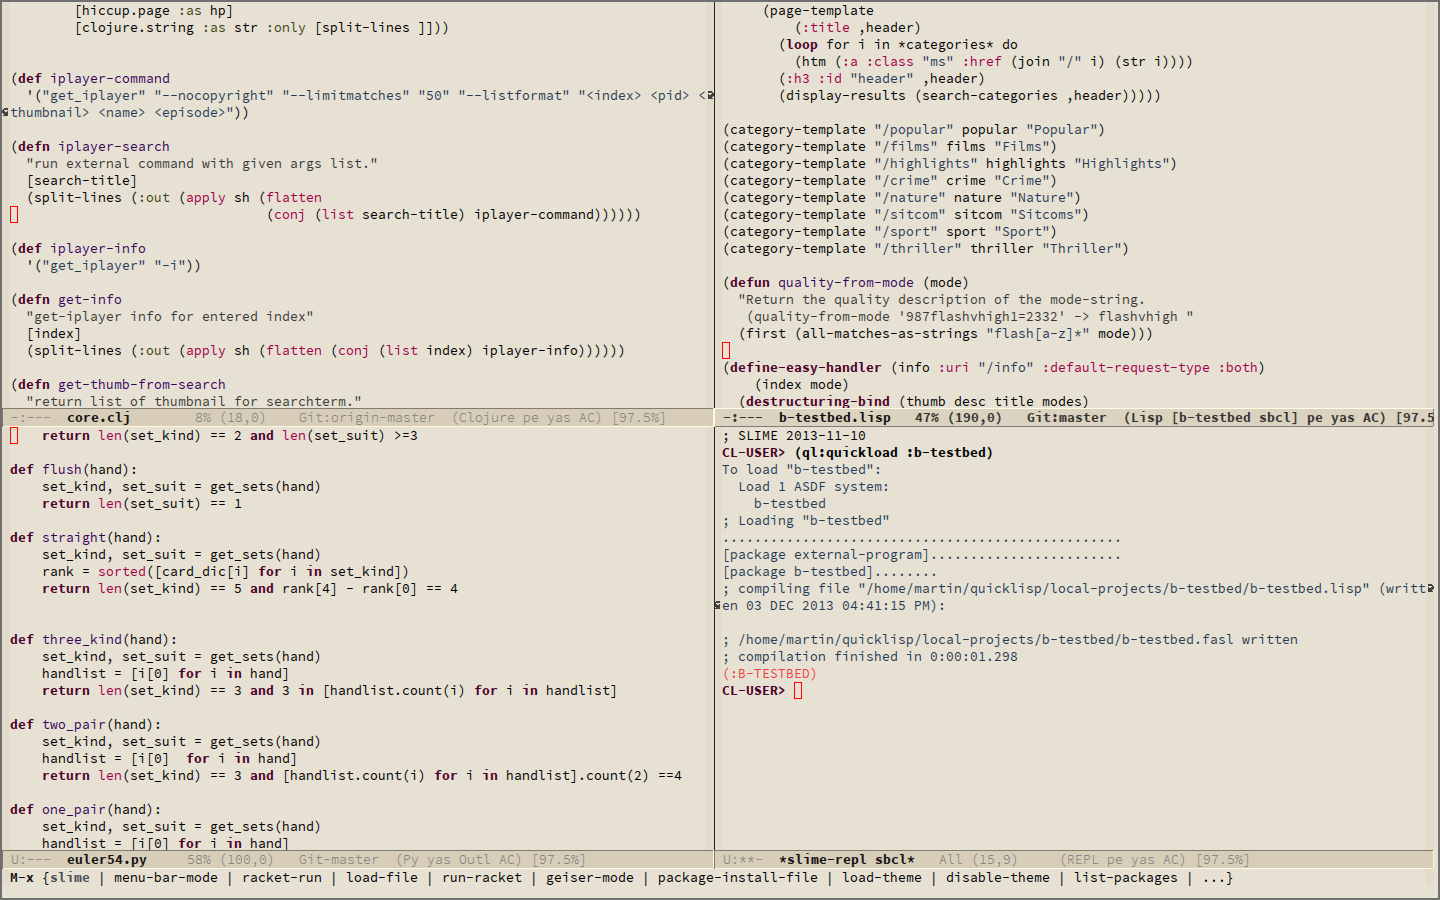 [hiccup.page :as hp]
        [clojure.string :as str :only [split-lines ]]))

(def iplayer-command
  '("get_iplayer" "--nocopyright" "--limitmatches" "50" "--listformat" "<index> <pid> <
thumbnail> <name> <episode>"))

(defn iplayer-search
  "run external command with given args list."
  [search-title]
  (split-lines (:out (apply sh (flatten
                                (conj (list search-title) iplayer-command))))))

(def iplayer-info
  '("get_iplayer" "-i"))

(defn get-info
  "get-iplayer info for entered index"
  [index]
  (split-lines (:out (apply sh (flatten (conj (list index) iplayer-info))))))

(defn get-thumb-from-search
  "return list of thumbnail for searchterm."
-:---  core.clj        8% (18,0)    Git:origin-master  (Clojure pe yas AC) [97.5%]
     (page-template
         (:title ,header)
       (loop for i in *categories* do
         (htm (:a :class "ms" :href (join "/" i) (str i))))
       (:h3 :id "header" ,header)
       (display-results (search-categories ,header)))))

(category-template "/popular" popular "Popular")
(category-template "/films" films "Films")
(category-template "/highlights" highlights "Highlights")
(category-template "/crime" crime "Crime")
(category-template "/nature" nature "Nature")
(category-template "/sitcom" sitcom "Sitcoms")
(category-template "/sport" sport "Sport")
(category-template "/thriller" thriller "Thriller")

(defun quality-from-mode (mode)
  "Return the quality description of the mode-string.
   (quality-from-mode '987flashvhigh1=2332' -> flashvhigh "
  (first (all-matches-as-strings "flash[a-z]*" mode)))

(define-easy-handler (info :uri "/info" :default-request-type :both)
    (index mode)
  (destructuring-bind (thumb desc title modes)
-:---  b-testbed.lisp   47% (190,0)   Git:master  (Lisp [b-testbed sbcl] pe yas AC) [97.5
    return len(set_kind) == 2 and len(set_suit) >=3

def flush(hand):
    set_kind, set_suit = get_sets(hand)
    return len(set_suit) == 1

def straight(hand):
    set_kind, set_suit = get_sets(hand)
    rank = sorted([card_dic[i] for i in set_kind])
    return len(set_kind) == 5 and rank[4] - rank[0] == 4

def three_kind(hand):
    set_kind, set_suit = get_sets(hand)
    handlist = [i[0] for i in hand]
    return len(set_kind) == 3 and 3 in [handlist.count(i) for i in handlist]

def two_pair(hand):
    set_kind, set_suit = get_sets(hand)
    handlist = [i[0]  for i in hand]
    return len(set_kind) == 3 and [handlist.count(i) for i in handlist].count(2) ==4

def one_pair(hand):
    set_kind, set_suit = get_sets(hand)
    handlist = [i[0] for i in hand]
U:---  euler54.py     58% (100,0)   Git-master  (Py yas Outl AC) [97.5%]
; SLIME 2013-11-10
CL-USER> (ql:quickload :b-testbed)
To load "b-testbed":
  Load 1 ASDF system:
    b-testbed
; Loading "b-testbed"
..................................................
[package external-program]........................
[package b-testbed]........
; compiling file "/home/martin/quicklisp/local-projects/b-testbed/b-testbed.lisp" (writt
en 03 DEC 2013 04:41:15 PM):

; /home/martin/quicklisp/local-projects/b-testbed/b-testbed.fasl written
; compilation finished in 0:00:01.298
(:B-TESTBED)
CL-USER>
U:**-  *slime-repl sbcl*   All (15,9)     (REPL pe yas AC) [97.5%]
M-x {slime | menu-bar-mode | racket-run | load-file | run-racket | geiser-mode | package-install-file | load-theme | disable-theme | list-packages | ...}